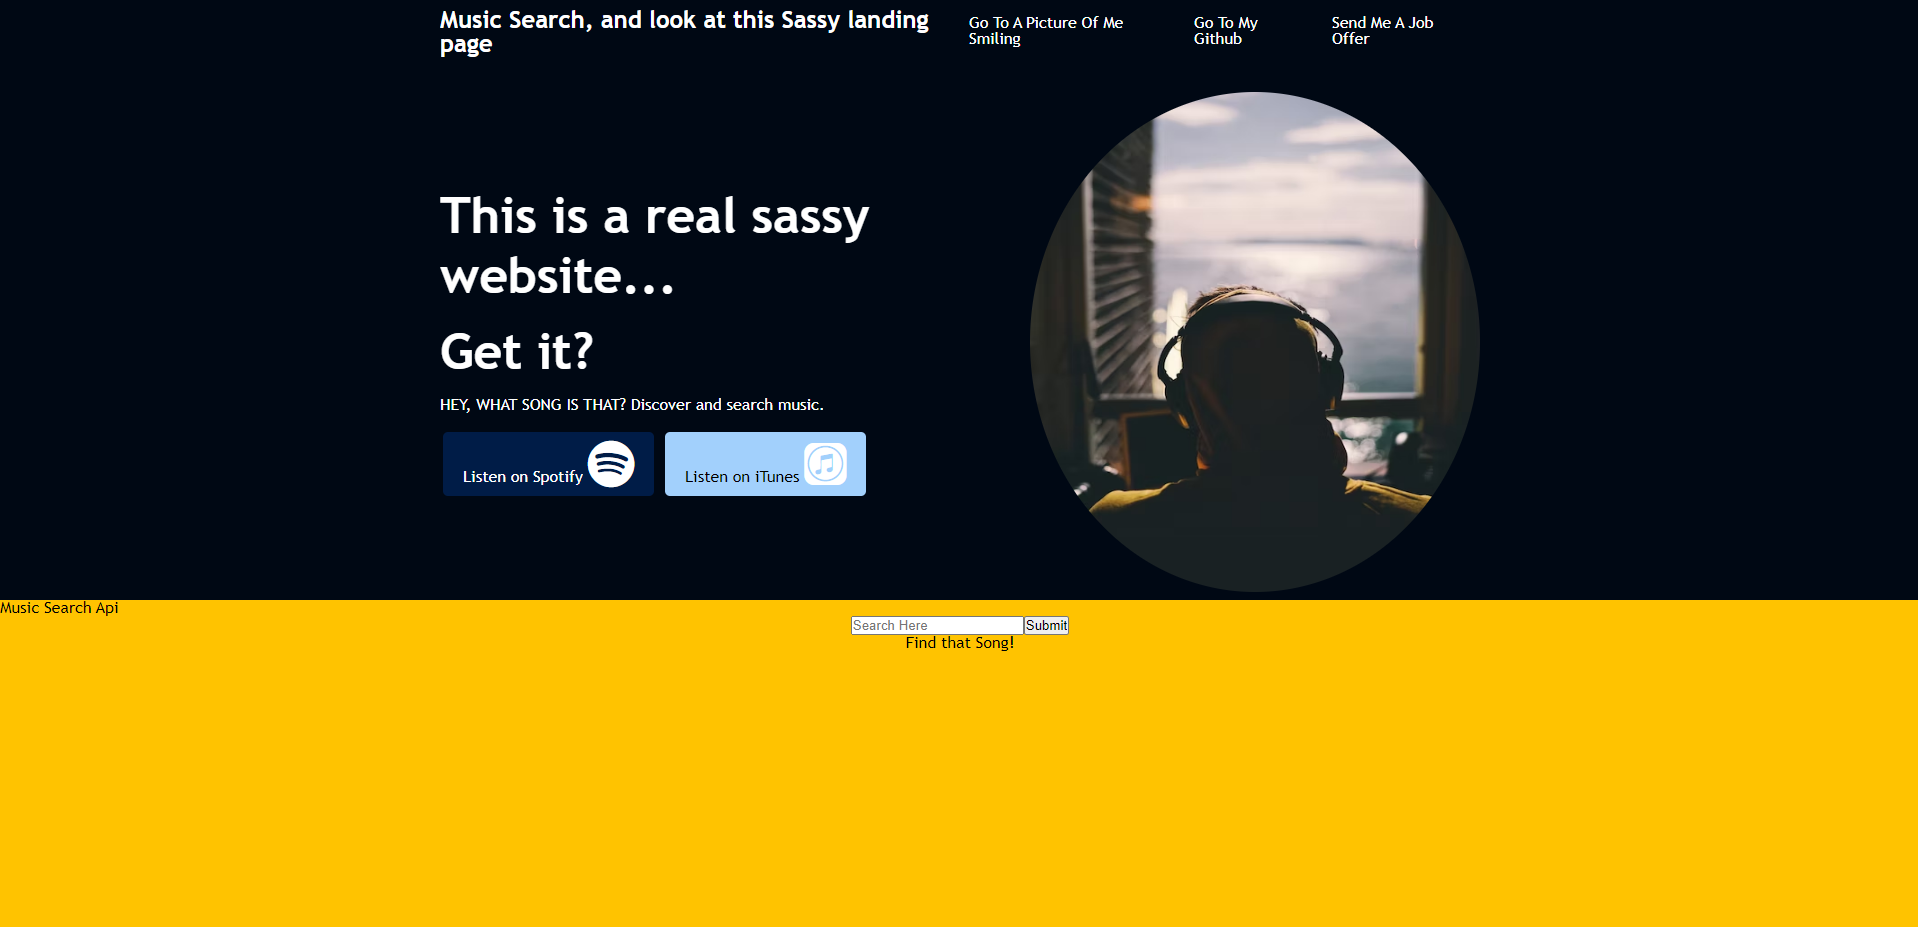 Music Search, and look at this Sassy landing
page
Go To A Picture Of Me
Smiling
Go To My
Github
Send Me A Job
Offer
This is a real sassy
website...
Get it?
HEY, WHAT SONG IS THAT? Discover and search music.
Listen on Spotify
Listen on iTunes
Music Search Api
Search Here
Submit
Find that Song!